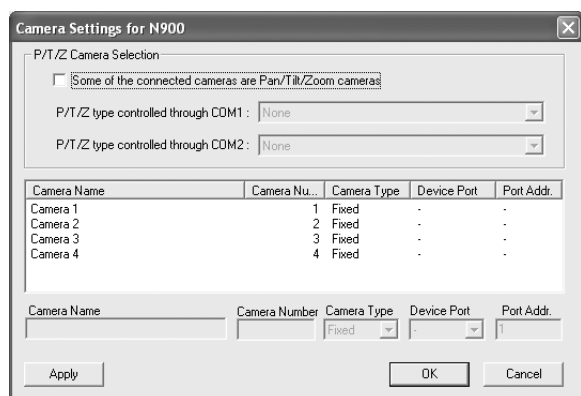 Camera Settings for N900
P/T/Z Camera Selection
Some of the connected cameras are Pan/Tilt/Zoom cameras
P/T/Z type controlled through COM1 : None
P/T/Z type controlled through COM2 : None
Camera Name Camera Nu... Camera Type Device Port Port Addr.
Camera 1 1 Fixed - -
Camera 2 2 Fixed - -
Camera 3 3 Fixed - -
Camera 4 4 Fixed - -
Camera Name Camera Number Camera Type Device Port Port Addr.
Fixed - 1
Apply OK Cancel